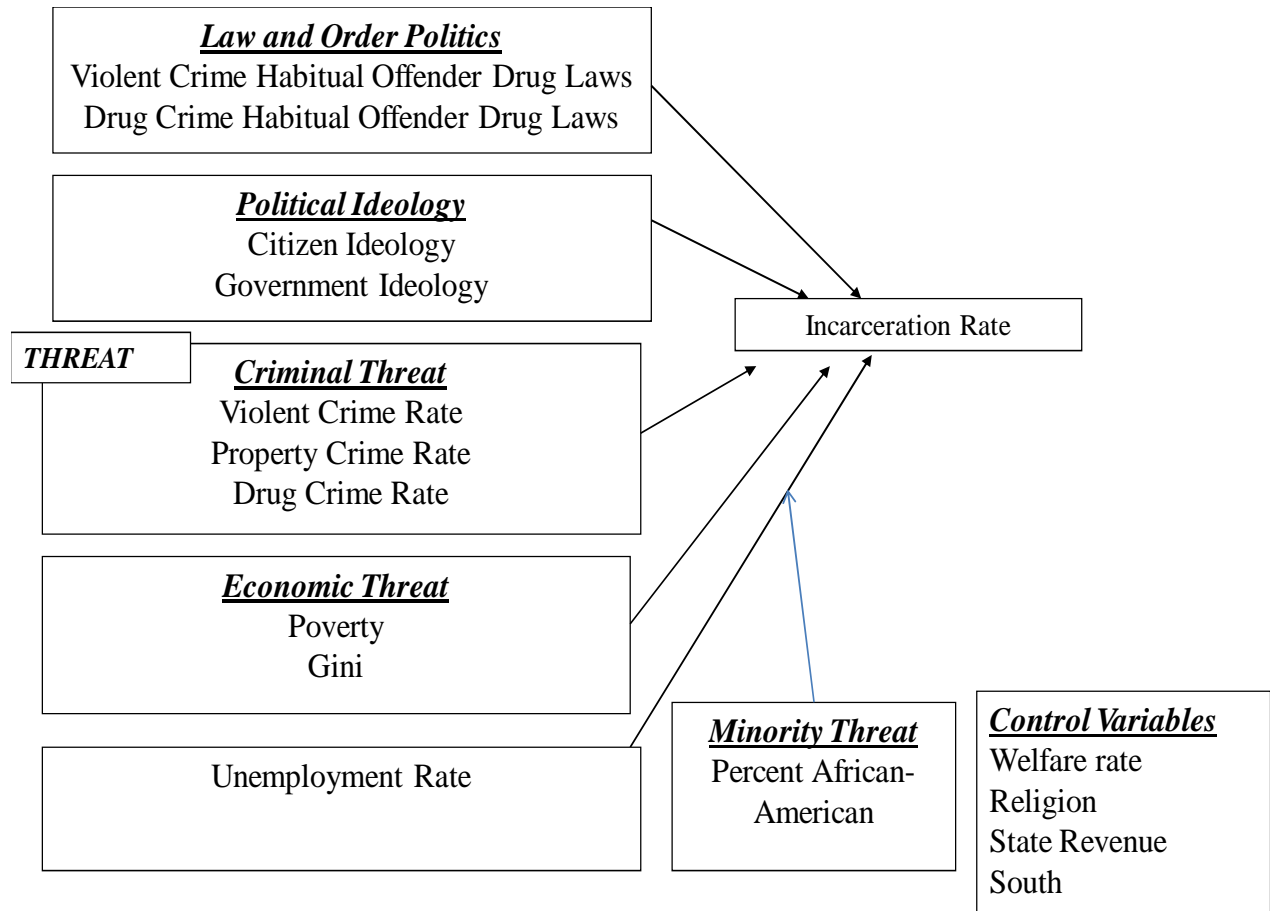 Law and Order Politics
Violent Crime Habitual Offender Drug Laws
Drug Crime Habitual Offender Drug Laws
Political Ideology
Citizen Ideology
Government Ideology
Incarceration Rate
THREAT
Criminal Threat
Violent Crime Rate
Property Crime Rate
Drug Crime Rate
Economic Threat
Poverty
Gini
Unemployment Rate
Minority Threat
Percent African-
American
Control Variables
Welfare rate
Religion
State Revenue
South